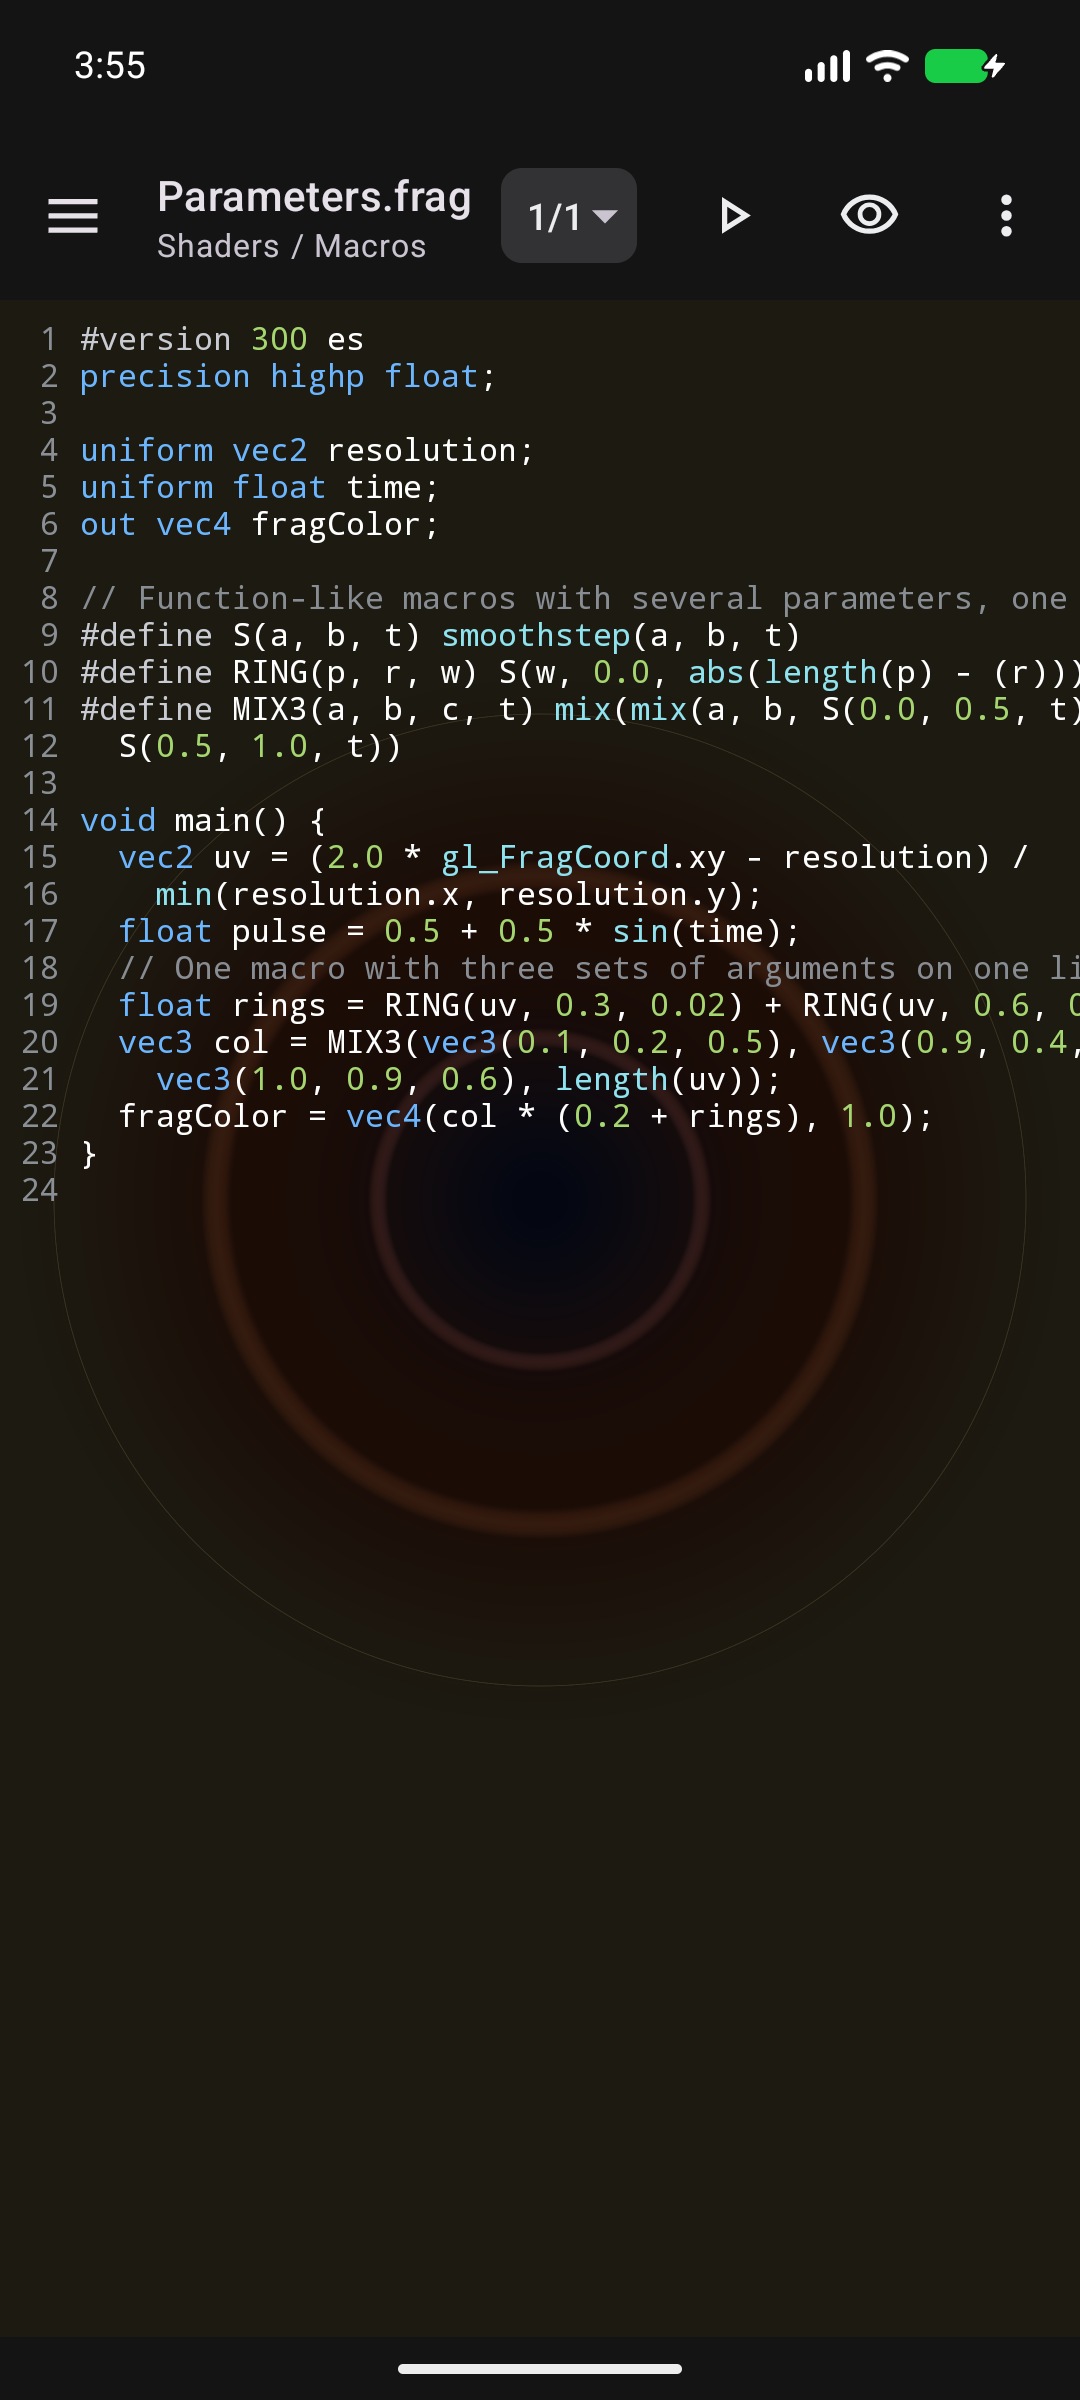 3:55
Parameters.frag
Shaders / Macros
1/1
1 #version 300 es
2 precision highp float;
3
4 uniform vec2 resolution;
5 uniform float time;
6 out vec4 fragColor;
7
8 // Function-like macros with several parameters, one
9 #define S(a, b, t) smoothstep(a, b, t)
10 #define RING(p, r, w) S(w, 0.0, abs(length(p) - (r)))
11 #define MIX3(a, b, c, t) mix(mix(a, b, S(0.0, 0.5, t)
12   S(0.5, 1.0, t))
13
14 void main() {
15   vec2 uv = (2.0 * gl_FragCoord.xy - resolution) /
16     min(resolution.x, resolution.y);
17   float pulse = 0.5 + 0.5 * sin(time);
18   // One macro with three sets of arguments on one li
19   float rings = RING(uv, 0.3, 0.02) + RING(uv, 0.6, 0
20   vec3 col = MIX3(vec3(0.1, 0.2, 0.5), vec3(0.9, 0.4,
21     vec3(1.0, 0.9, 0.6), length(uv));
22   fragColor = vec4(col * (0.2 + rings), 1.0);
23 }
24